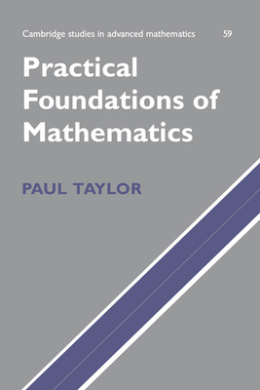 Cambridge studies in advanced mathematics 59
Practical
Foundations of
Mathematics
PAUL TAYLOR